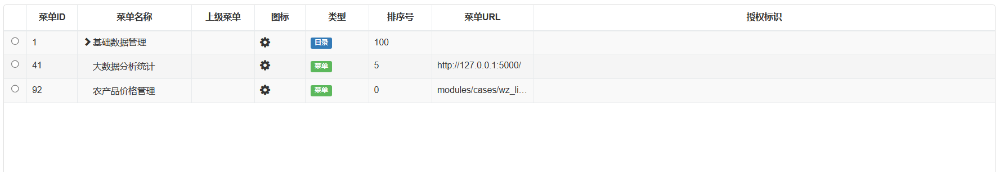 菜单ID 菜单名称 上级菜单 图标 类型 排序号 菜单URL 授权标识
1 基础数据管理 目录 100
41 大数据分析统计 菜单 5 http://127.0.0.1:5000/
92 农产品价格管理 菜单 0 modules/cases/wz_li...